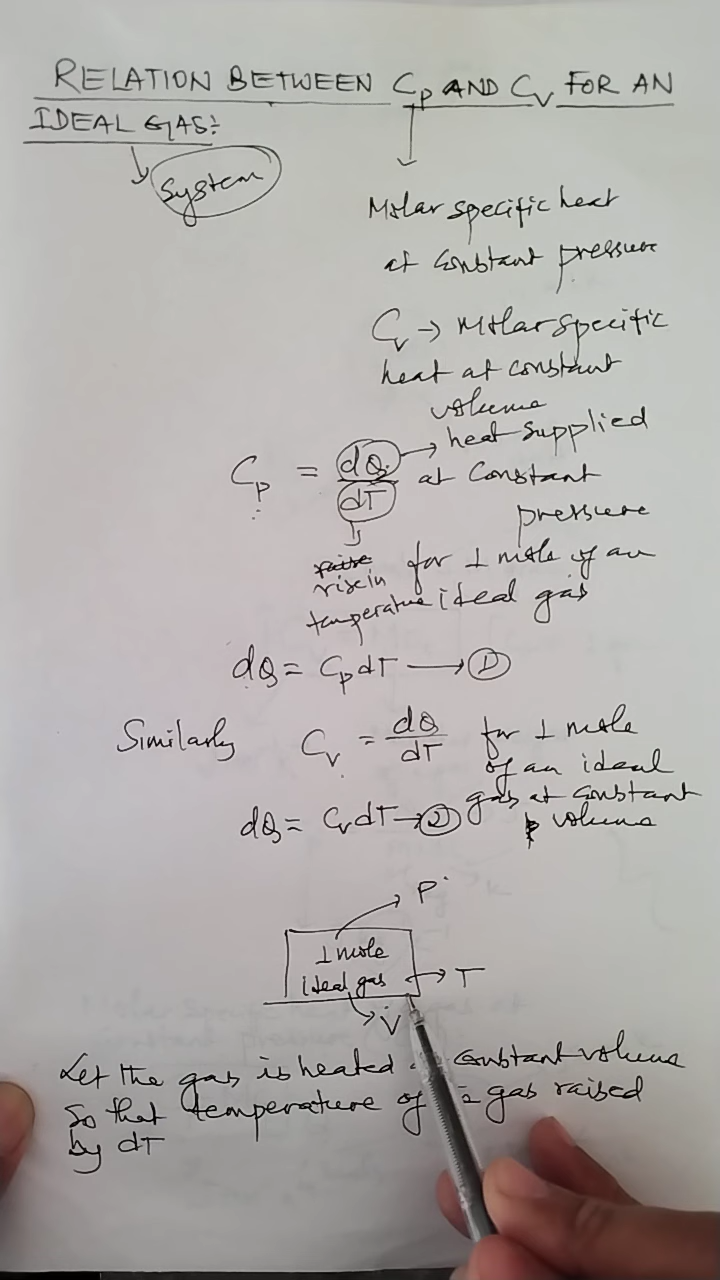 RELATION BETWEEN Cp AND Cv FOR AN
IDEAL GAS:
System
Molar specific heat
at constant pressure
Cv → Molar specific
heat at constant
volume
heat supplied
Cp = dQ/dT at constant
pressure
rise in for 1 mole of an
temperature ideal gas
dQ = CpdT → ①
Similarly Cv = dQ/dT for 1 mole
of an ideal
gas at constant
dQ = CvdT → ② volume
P
1 mole
ideal gas → T
V
Let the gas is heated constant volume
So that temperature of gas raised
by dT